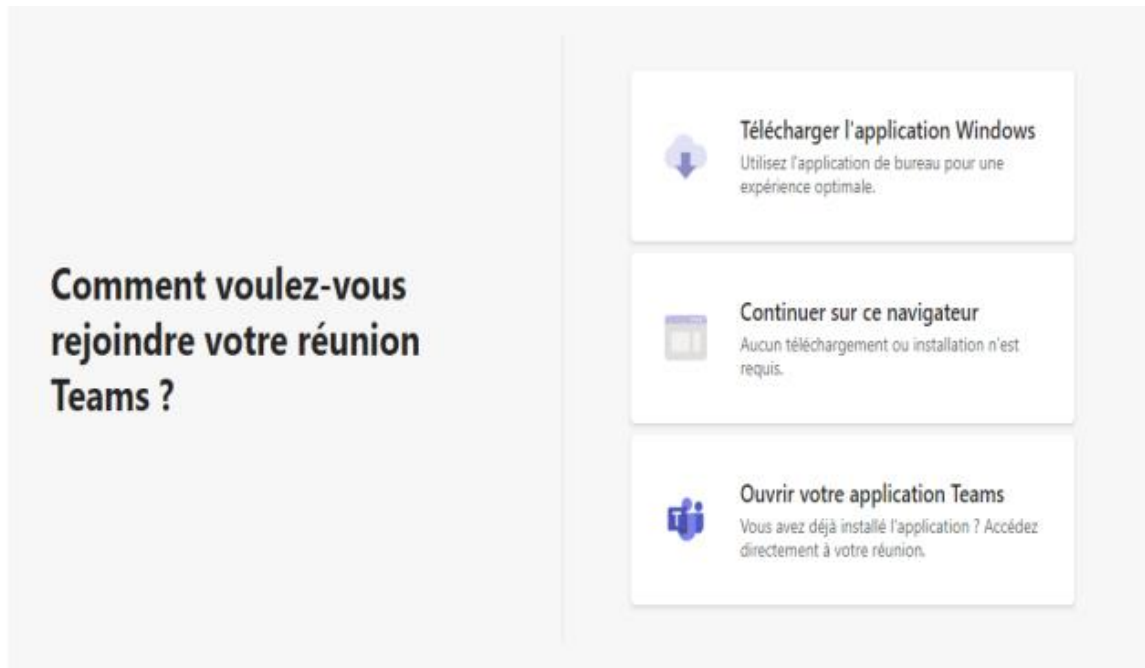 Comment voulez-vous
rejoindre votre réunion
Teams ?
Télécharger l'application Windows
Utilisez l'application de bureau pour une
expérience optimale.
Continuer sur ce navigateur
Aucun téléchargement ou installation n'est
requis.
Ouvrir votre application Teams
Vous avez déjà installé l'application ? Accédez
directement à votre réunion.